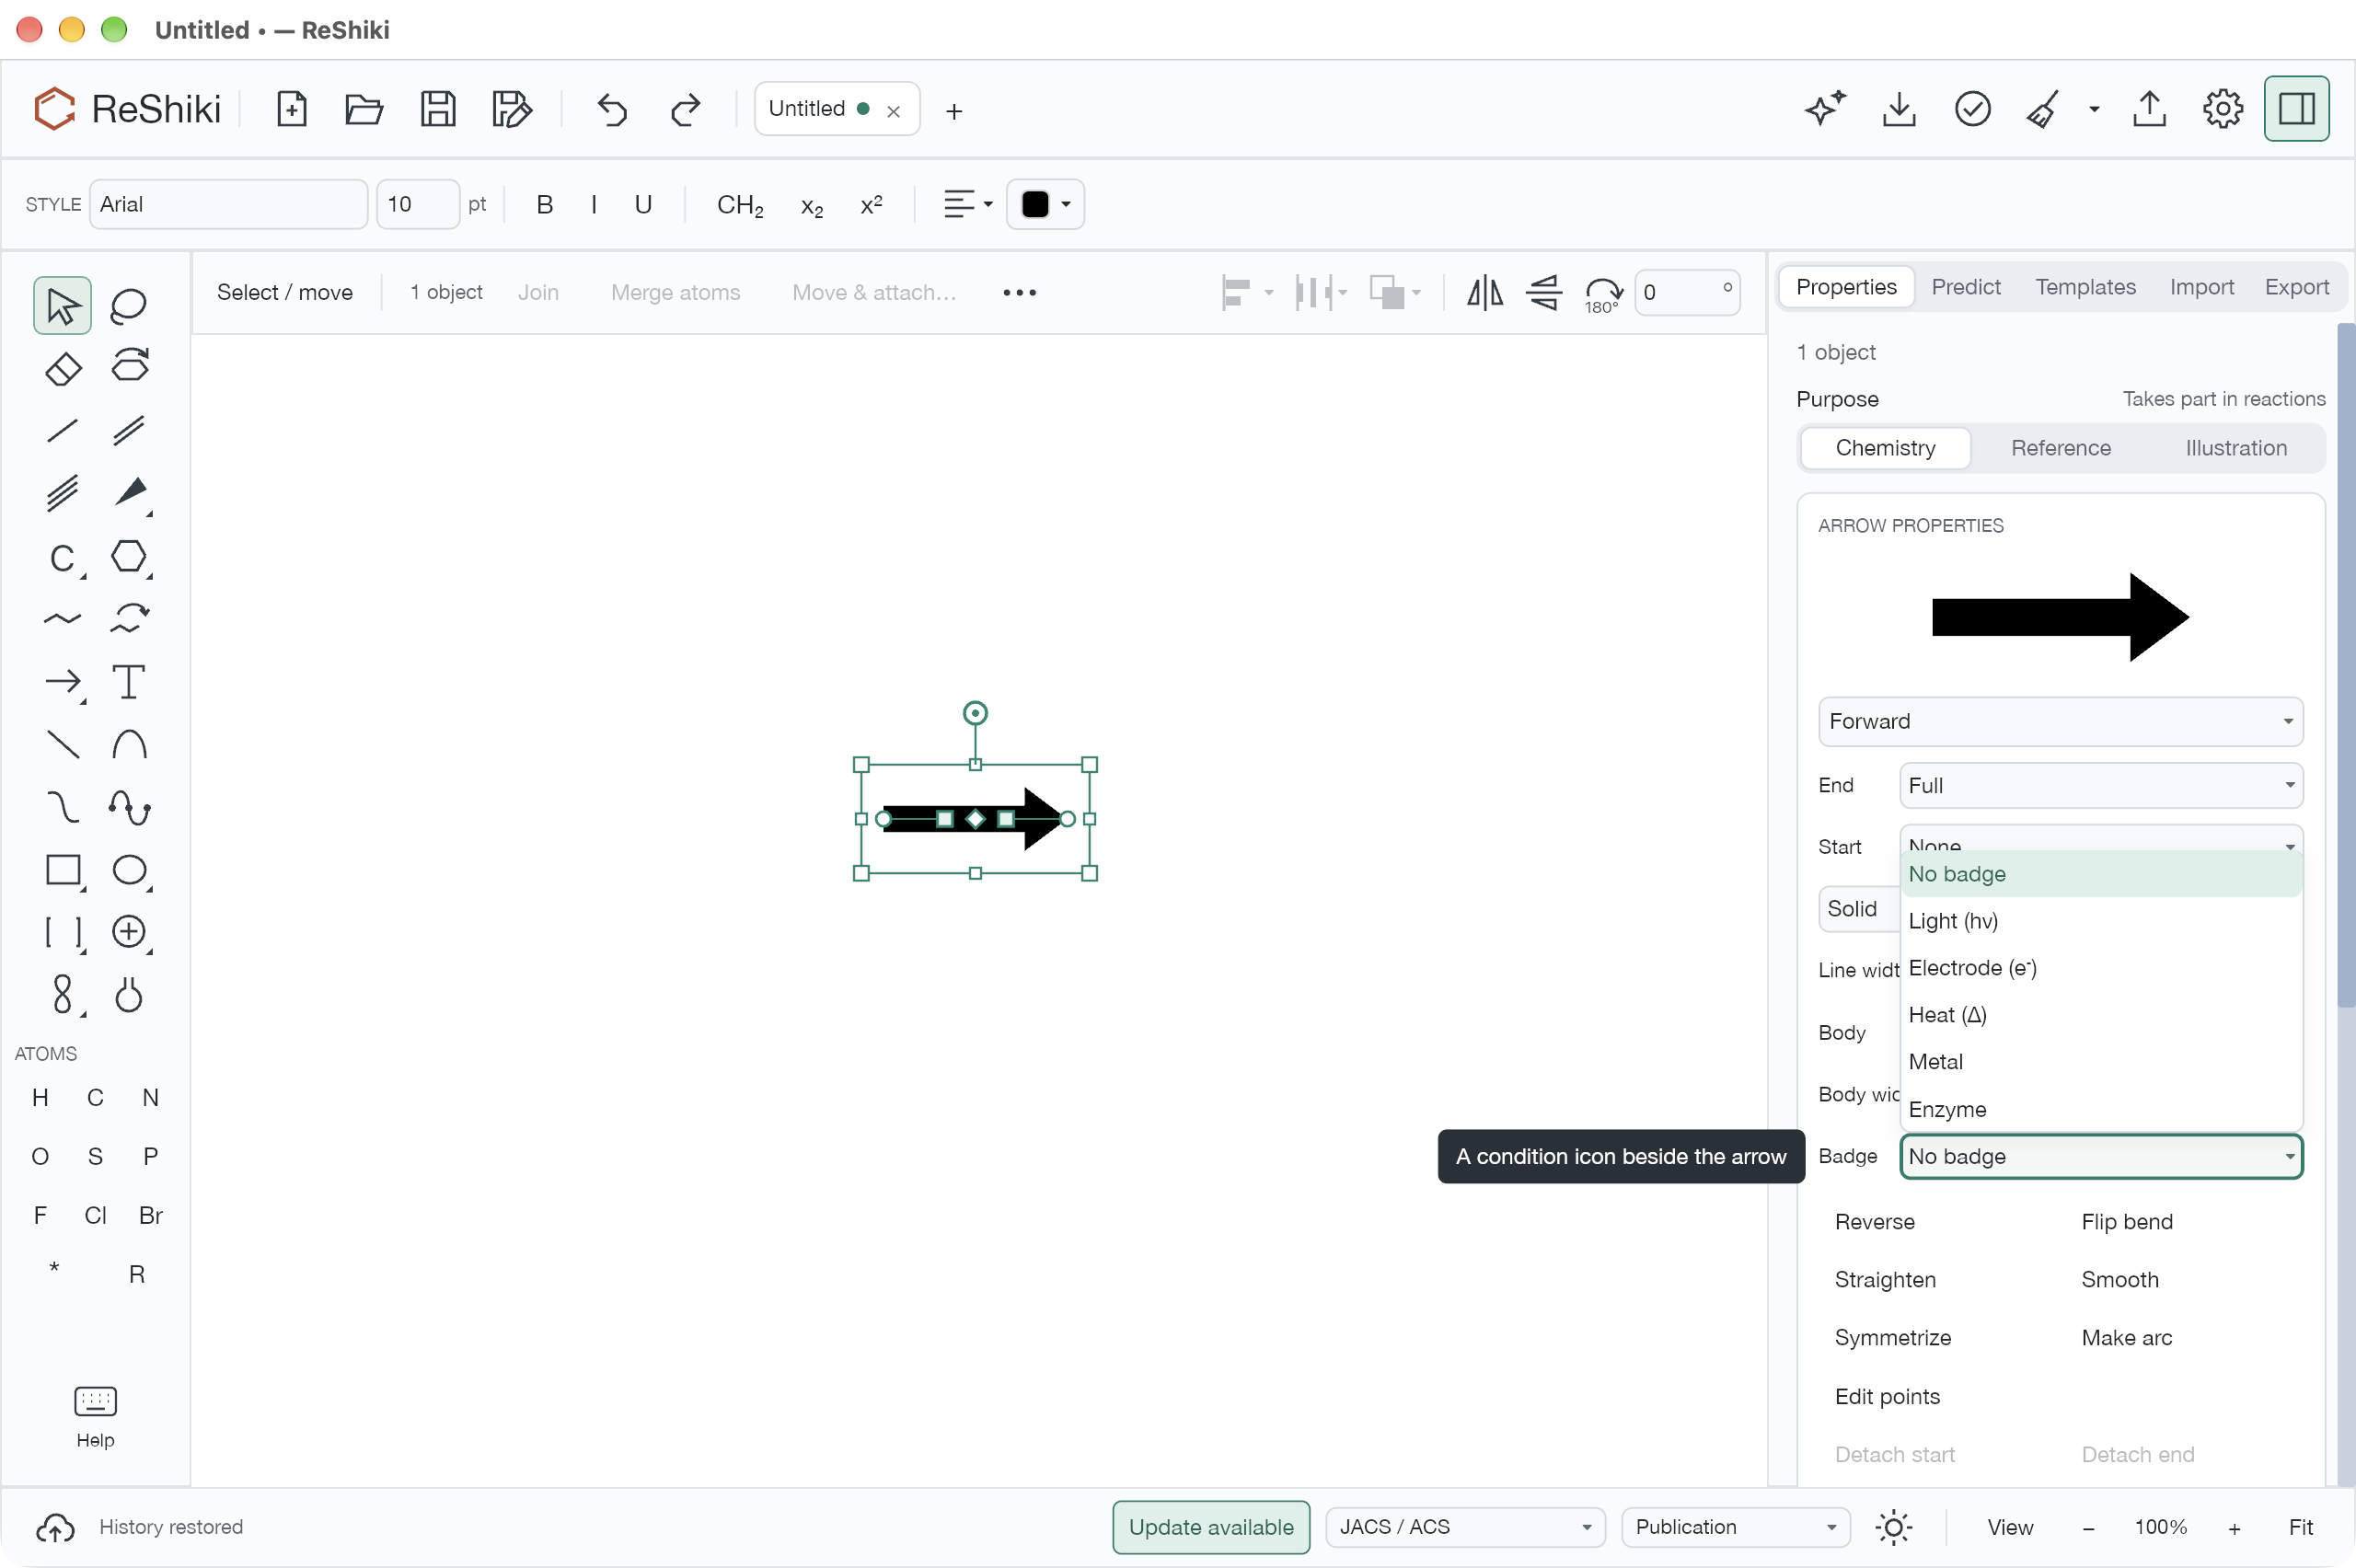 Untitled • — ReShiki
ReShiki
Untitled
STYLE Arial 10 pt B I U CH₂ x₂ x²
Select / move 1 object Join Merge atoms Move & attach... ••• 180° 0 °
Properties Predict Templates Import Export
1 object
Purpose Takes part in reactions
Chemistry Reference Illustration
ARROW PROPERTIES
Forward
End Full
Start None
No badge
Solid
Light (hν)
Line widt
Electrode (e⁻)
Heat (Δ)
Body
Metal
Body wid
Enzyme
A condition icon beside the arrow
Badge No badge
Reverse Flip bend
Straighten Smooth
Symmetrize Make arc
Edit points
Detach start Detach end
C
T
ATOMS
H C N
O S P
F Cl Br
* R
Help
History restored
Update available JACS / ACS Publication View – 100% + Fit